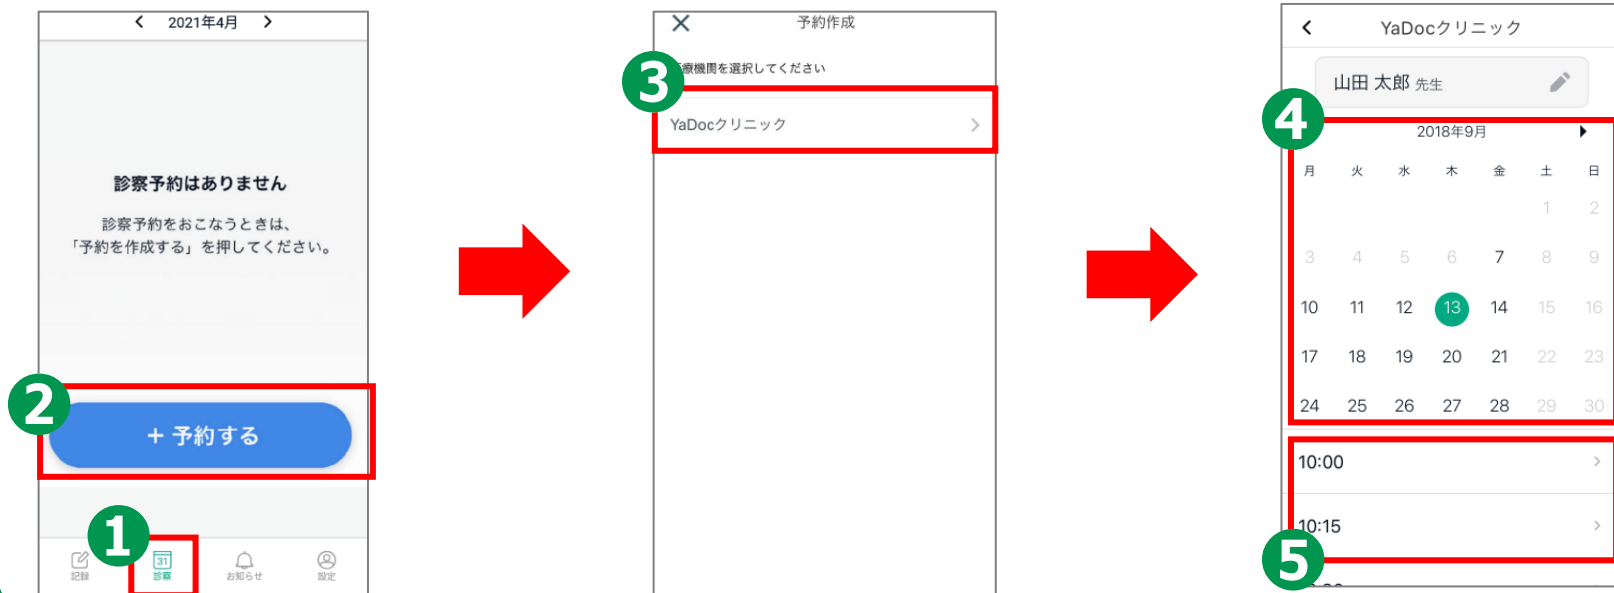 2021年4月
診察予約はありません
診察予約をおこなうときは、
「予約を作成する」を押してください。
2
+ 予約する
1
記録
31
診察
お知らせ
設定
予約作成
3
療機関を選択してください
YaDocクリニック
YaDocクリニック
山田 太郎 先生
4
2018年9月
月 火 水 木 金 土 日
1 2
3 4 5 6 7 8 9
10 11 12 13 14 15 16
17 18 19 20 21 22 23
24 25 26 27 28 29 30
10:00
10:15
5